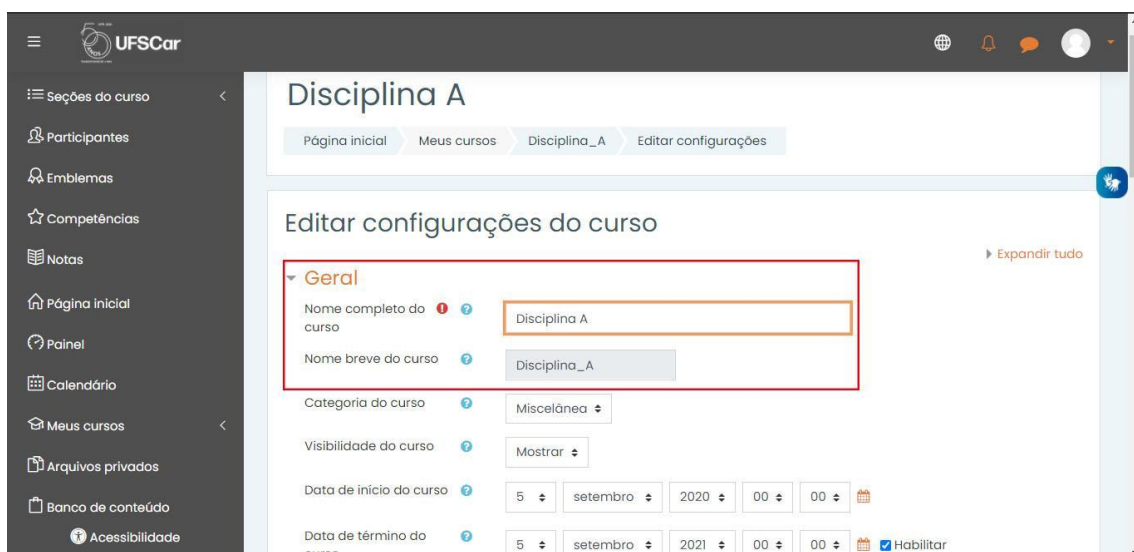 UFSCar
Seções do curso
Participantes
Emblemas
Competências
Notas
Página inicial
Painel
Calendário
Meus cursos
Arquivos privados
Banco de conteúdo
Acessibilidade
Disciplina A
Página inicial Meus cursos Disciplina_A Editar configurações
Editar configurações do curso
Expandir tudo
Geral
Nome completo do
curso
Disciplina A
Nome breve do curso Disciplina_A
Categoria do curso Miscelânea
Visibilidade do curso Mostrar
Data de início do curso 5 setembro 2020 00 00
Data de término do
5 setembro 2021 00 00 Habilitar